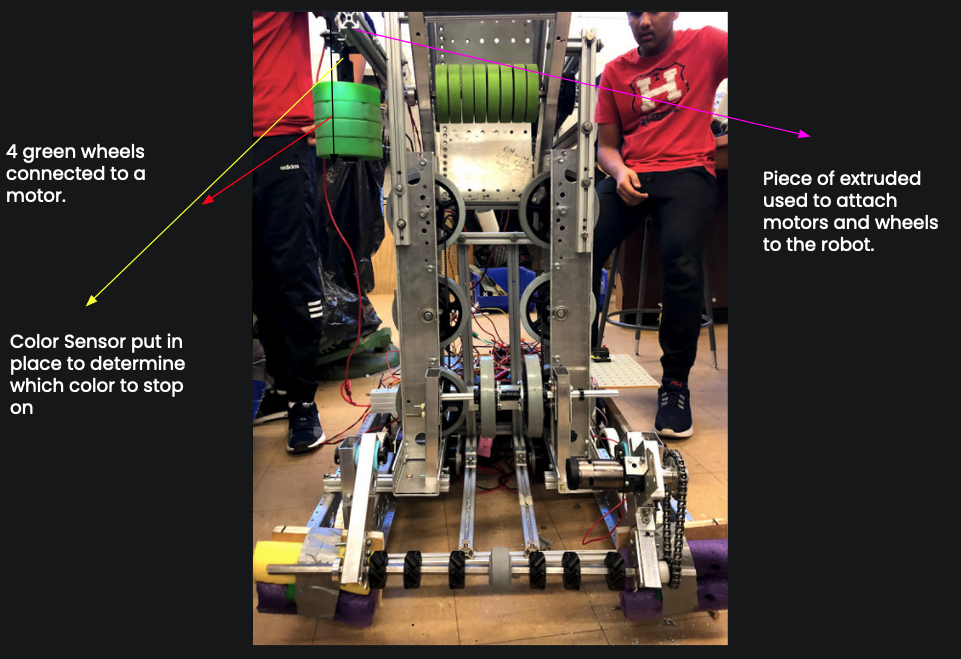 4 green wheels
connected to a
motor.
Color Sensor put in
place to determine
which color to stop
on
Piece of extruded
used to attach
motors and wheels
to the robot.
adidas
H